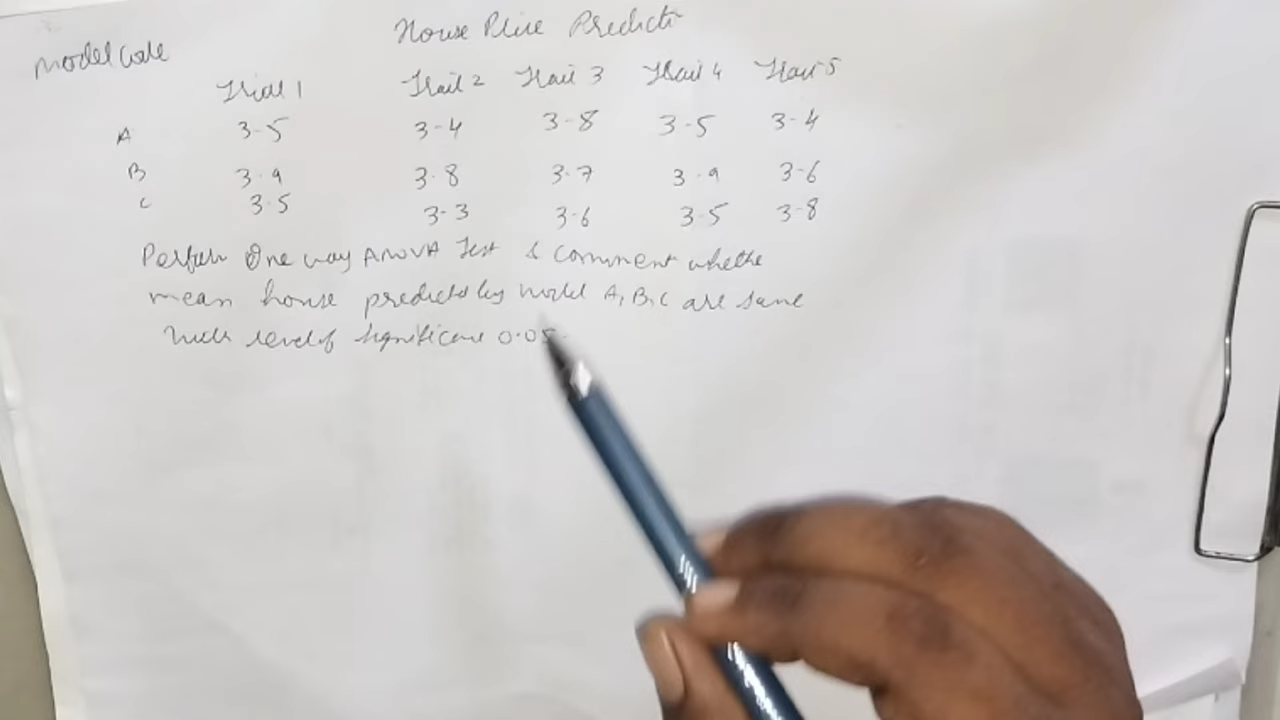 House Price Predicti
Model Code
Trial 1 Trail 2 Trail 3 Trail 4 Trail 5
A 3.5 3.4 3.8 3.5 3.4
B 3.9 3.8 3.7 3.9 3.6
C 3.5 3.3 3.6 3.5 3.8
Perform One way ANOVA Test & Comment whethe
mean house predicted by model A, B, C are same
with level of significance 0.05.